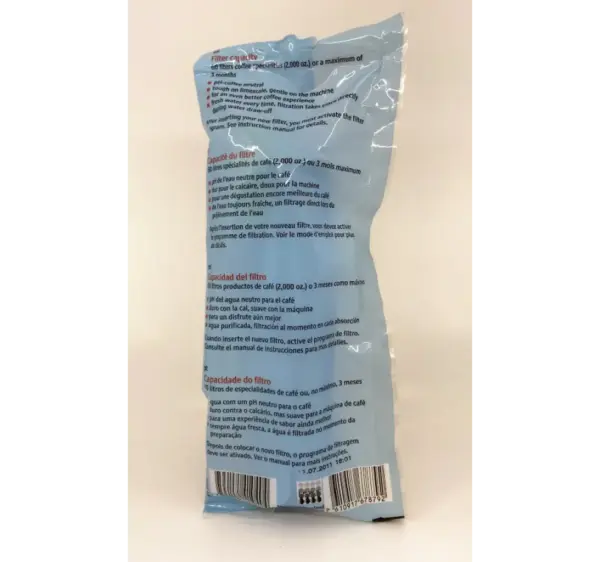 Filter capacity
60 litres coffee specialities (2,000 oz.) or a maximum of
3 months
pH-coffee neutral
tough on limescale, gentle on the machine
for an even better coffee experience
fresh water every time, filtration takes place directly
during water draw-off
After inserting your new filter, you must activate the filter
program. See instruction manual for details.
Capacité du filtre
litres spécialités de café (2,000 oz.) ou 3 mois maximum
pH de l'eau neutre pour le café
dur pour le calcaire, doux pour la machine
pour une dégustation encore meilleure du café
de l'eau toujours fraîche, un filtrage direct lors du
prélèvement de l'eau
Après l'insertion de votre nouveau filtre, vous devez activer
le programme de filtration. Voir le mode d'emploi pour plus
de détails.
Capacidad del filtro
litros productos de café (2,000 oz.) o 3 meses como máximo
pH del agua neutro para el café
duro con la cal, suave con la máquina
para un disfrute aún mejor
agua purificada, filtración al momento en cada absorción
Cuando inserte el nuevo filtro, active el programa de filtro.
Consulte el manual de instrucciones para más detalles.
Capacidade do filtro
litros de especialidades de café ou, no máximo, 3 meses
água com um pH neutro para o café
duro contra o calcário, mas suave para a máquina de café
para uma experiência de sabor ainda melhor
sempre água fresca, a água é filtrada no momento da
preparação
Depois de colocar o novo filtro, o programa de filtragem
deve ser ativado. Ver o manual para mais instruções.
1.07.2011 18:01
7 610917 678792